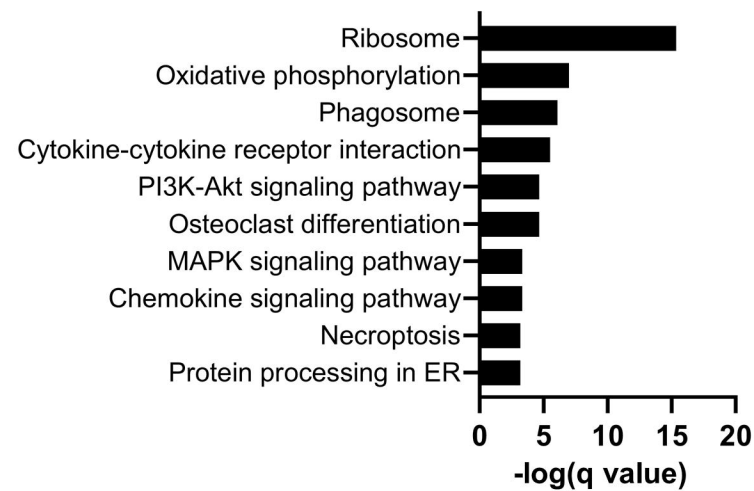 Ribosome
Oxidative phosphorylation
Phagosome
Cytokine-cytokine receptor interaction
PI3K-Akt signaling pathway
Osteoclast differentiation
MAPK signaling pathway
Chemokine signaling pathway
Necroptosis
Protein processing in ER
0 5 10 15 20
-log(q value)